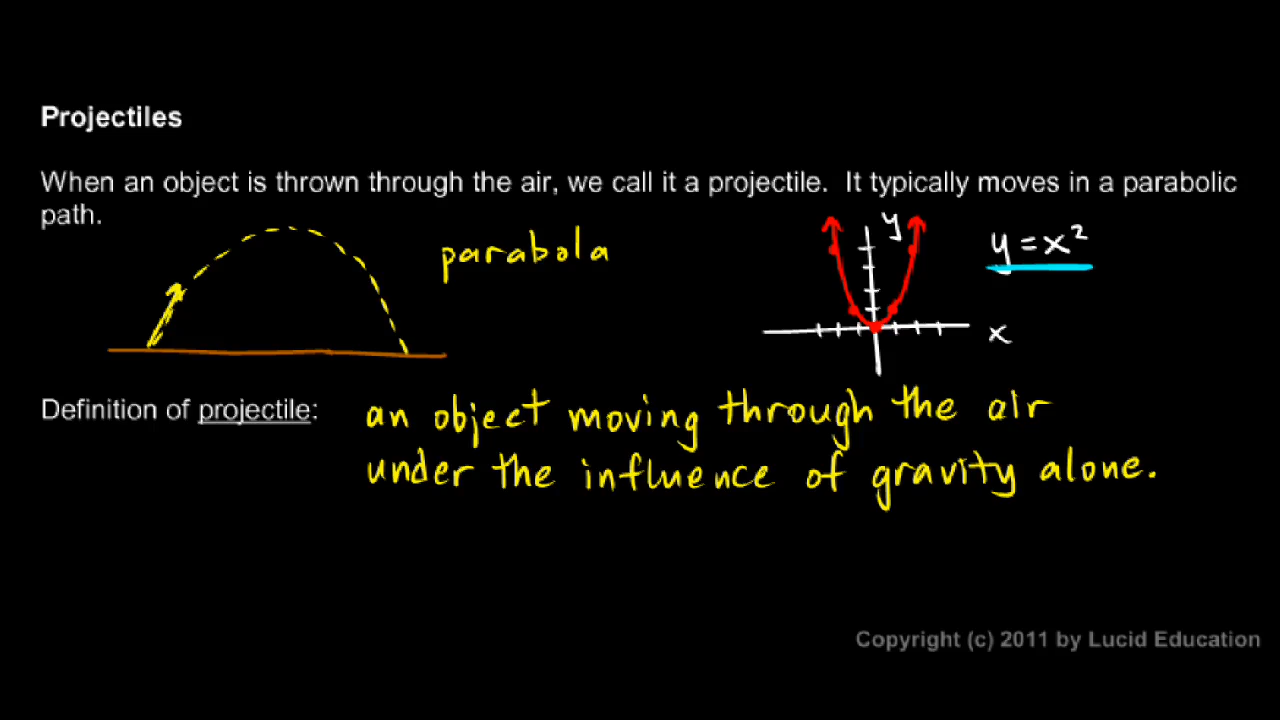 Projectiles
When an object is thrown through the air, we call it a projectile. It typically moves in a parabolic
path.
parabola
y
y = x²
x
Definition of projectile: an object moving through the air
under the influence of gravity alone.
Copyright (c) 2011 by Lucid Education